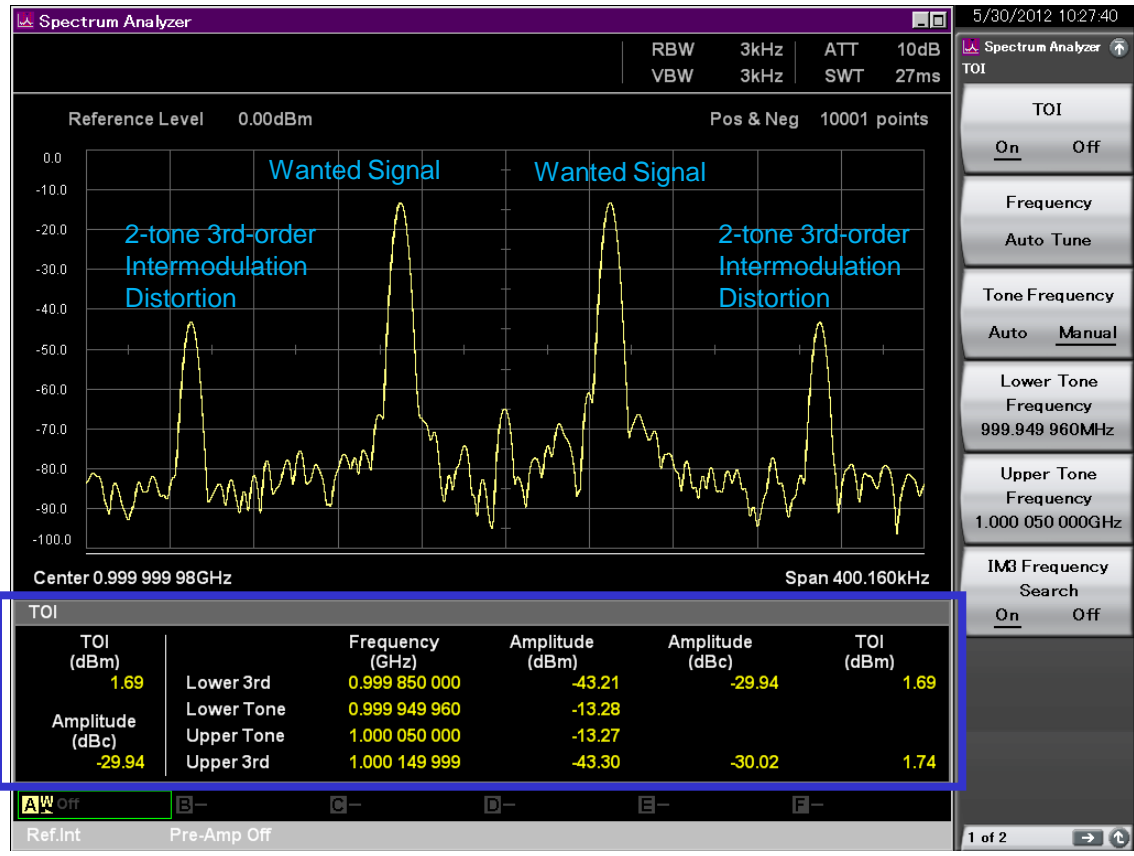 Spectrum Analyzer
5/30/2012 10:27:40
RBW 3kHz ATT 10dB
VBW 3kHz SWT 27ms
Reference Level 0.00dBm Pos & Neg 10001 points
Wanted Signal Wanted Signal
2-tone 3rd-order
Intermodulation
Distortion
2-tone 3rd-order
Intermodulation
Distortion
0.0
-10.0
-20.0
-30.0
-40.0
-50.0
-60.0
-70.0
-80.0
-90.0
-100.0
Center 0.999 999 98GHz Span 400.160kHz
TOI
TOI
(dBm)
1.69
Amplitude
(dBc)
-29.94
Frequency
(GHz)
Amplitude
(dBm)
Amplitude
(dBc)
TOI
(dBm)
Lower 3rd 0.999 850 000 -43.21 -29.94 1.69
Lower Tone 0.999 949 960 -13.28
Upper Tone 1.000 050 000 -13.27
Upper 3rd 1.000 149 999 -43.30 -30.02 1.74
A W Off B- C- D- E- F-
Ref.Int Pre-Amp Off
Spectrum Analyzer
TOI
TOI
On Off
Frequency
Auto Tune
Tone Frequency
Auto Manual
Lower Tone
Frequency
999.949 960MHz
Upper Tone
Frequency
1.000 050 000GHz
IM3 Frequency
Search
On Off
1 of 2